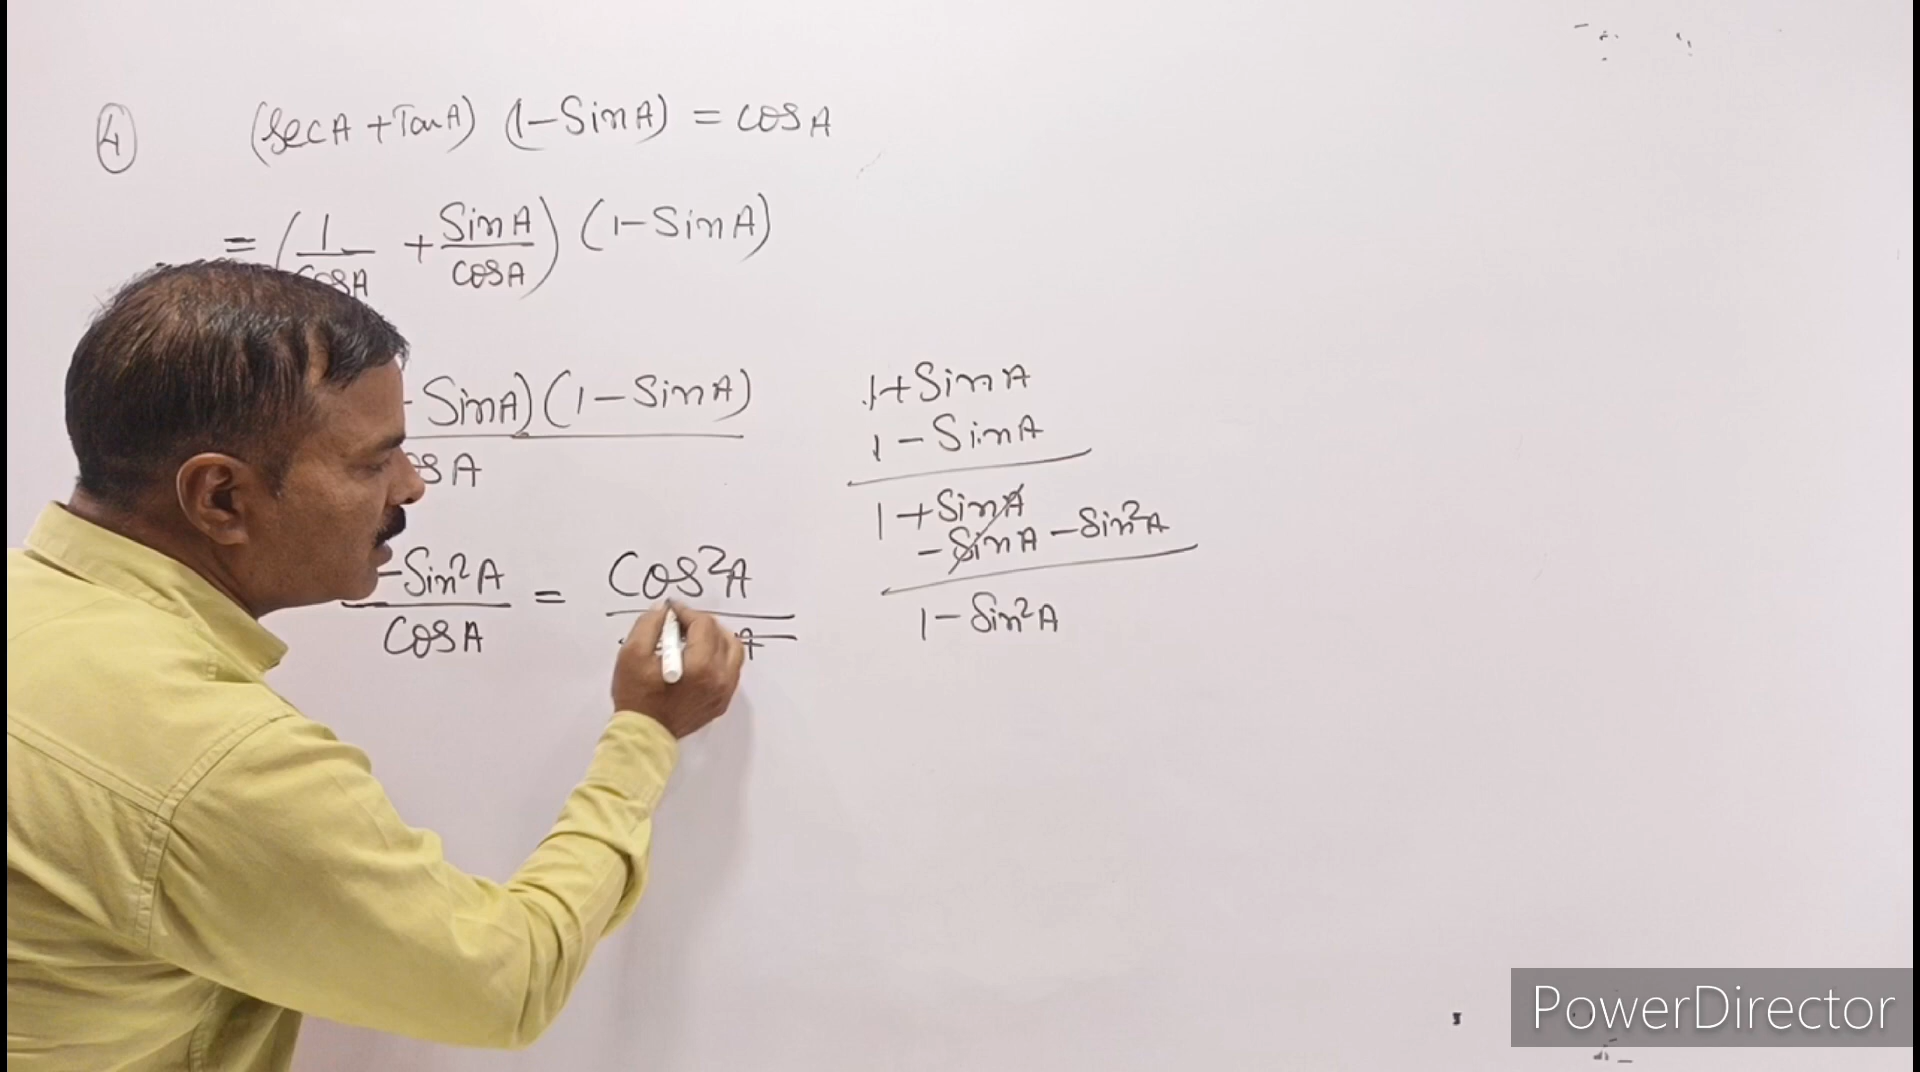 4 (SecA + TanA) (1 - SinA) = COSA
= ( 1/COSA + SinA/COSA ) (1 - SinA)
SinA) (1 - SinA)
A
- Sin²A / COSA = COS²A
1 + SinA
1 - SinA
1 + SinA
- SinA - Sin²A
1 - Sin²A
PowerDirector